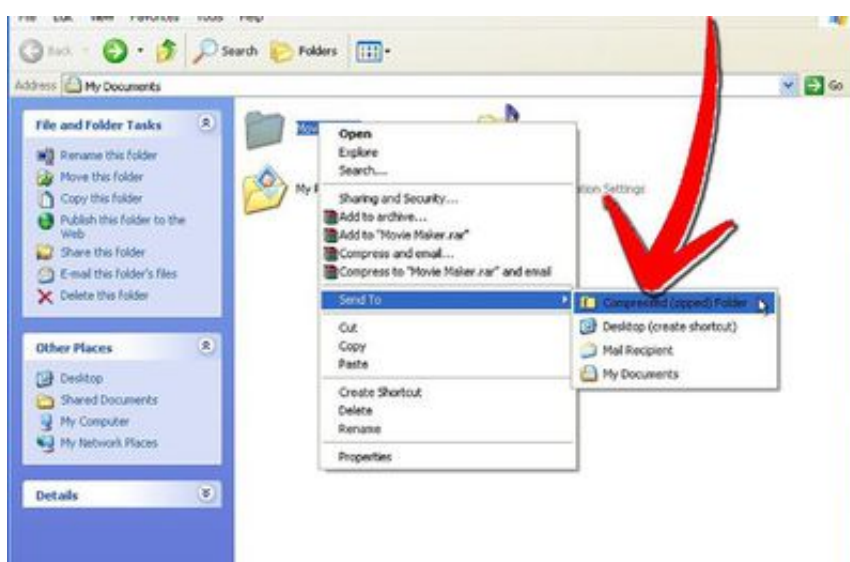 File Edit View Favorites Tools Help
Back Search Folders
Address My Documents Go
File and Folder Tasks
Rename this folder
Move this folder
Copy this folder
Publish this folder to the
Web
Share this folder
E-mail this folder's files
Delete this folder
Other Places
Desktop
Shared Documents
My Computer
My Network Places
Details
My
Settings
Open
Explore
Search...
Sharing and Security...
Add to archive...
Add to "Movie Maker.rar"
Compress and email...
Compress to "Movie Maker.rar" and email
Send To
Cut
Copy
Paste
Create Shortcut
Delete
Rename
Properties
Compressed (zipped) Folder
Desktop (create shortcut)
Mail Recipient
My Documents